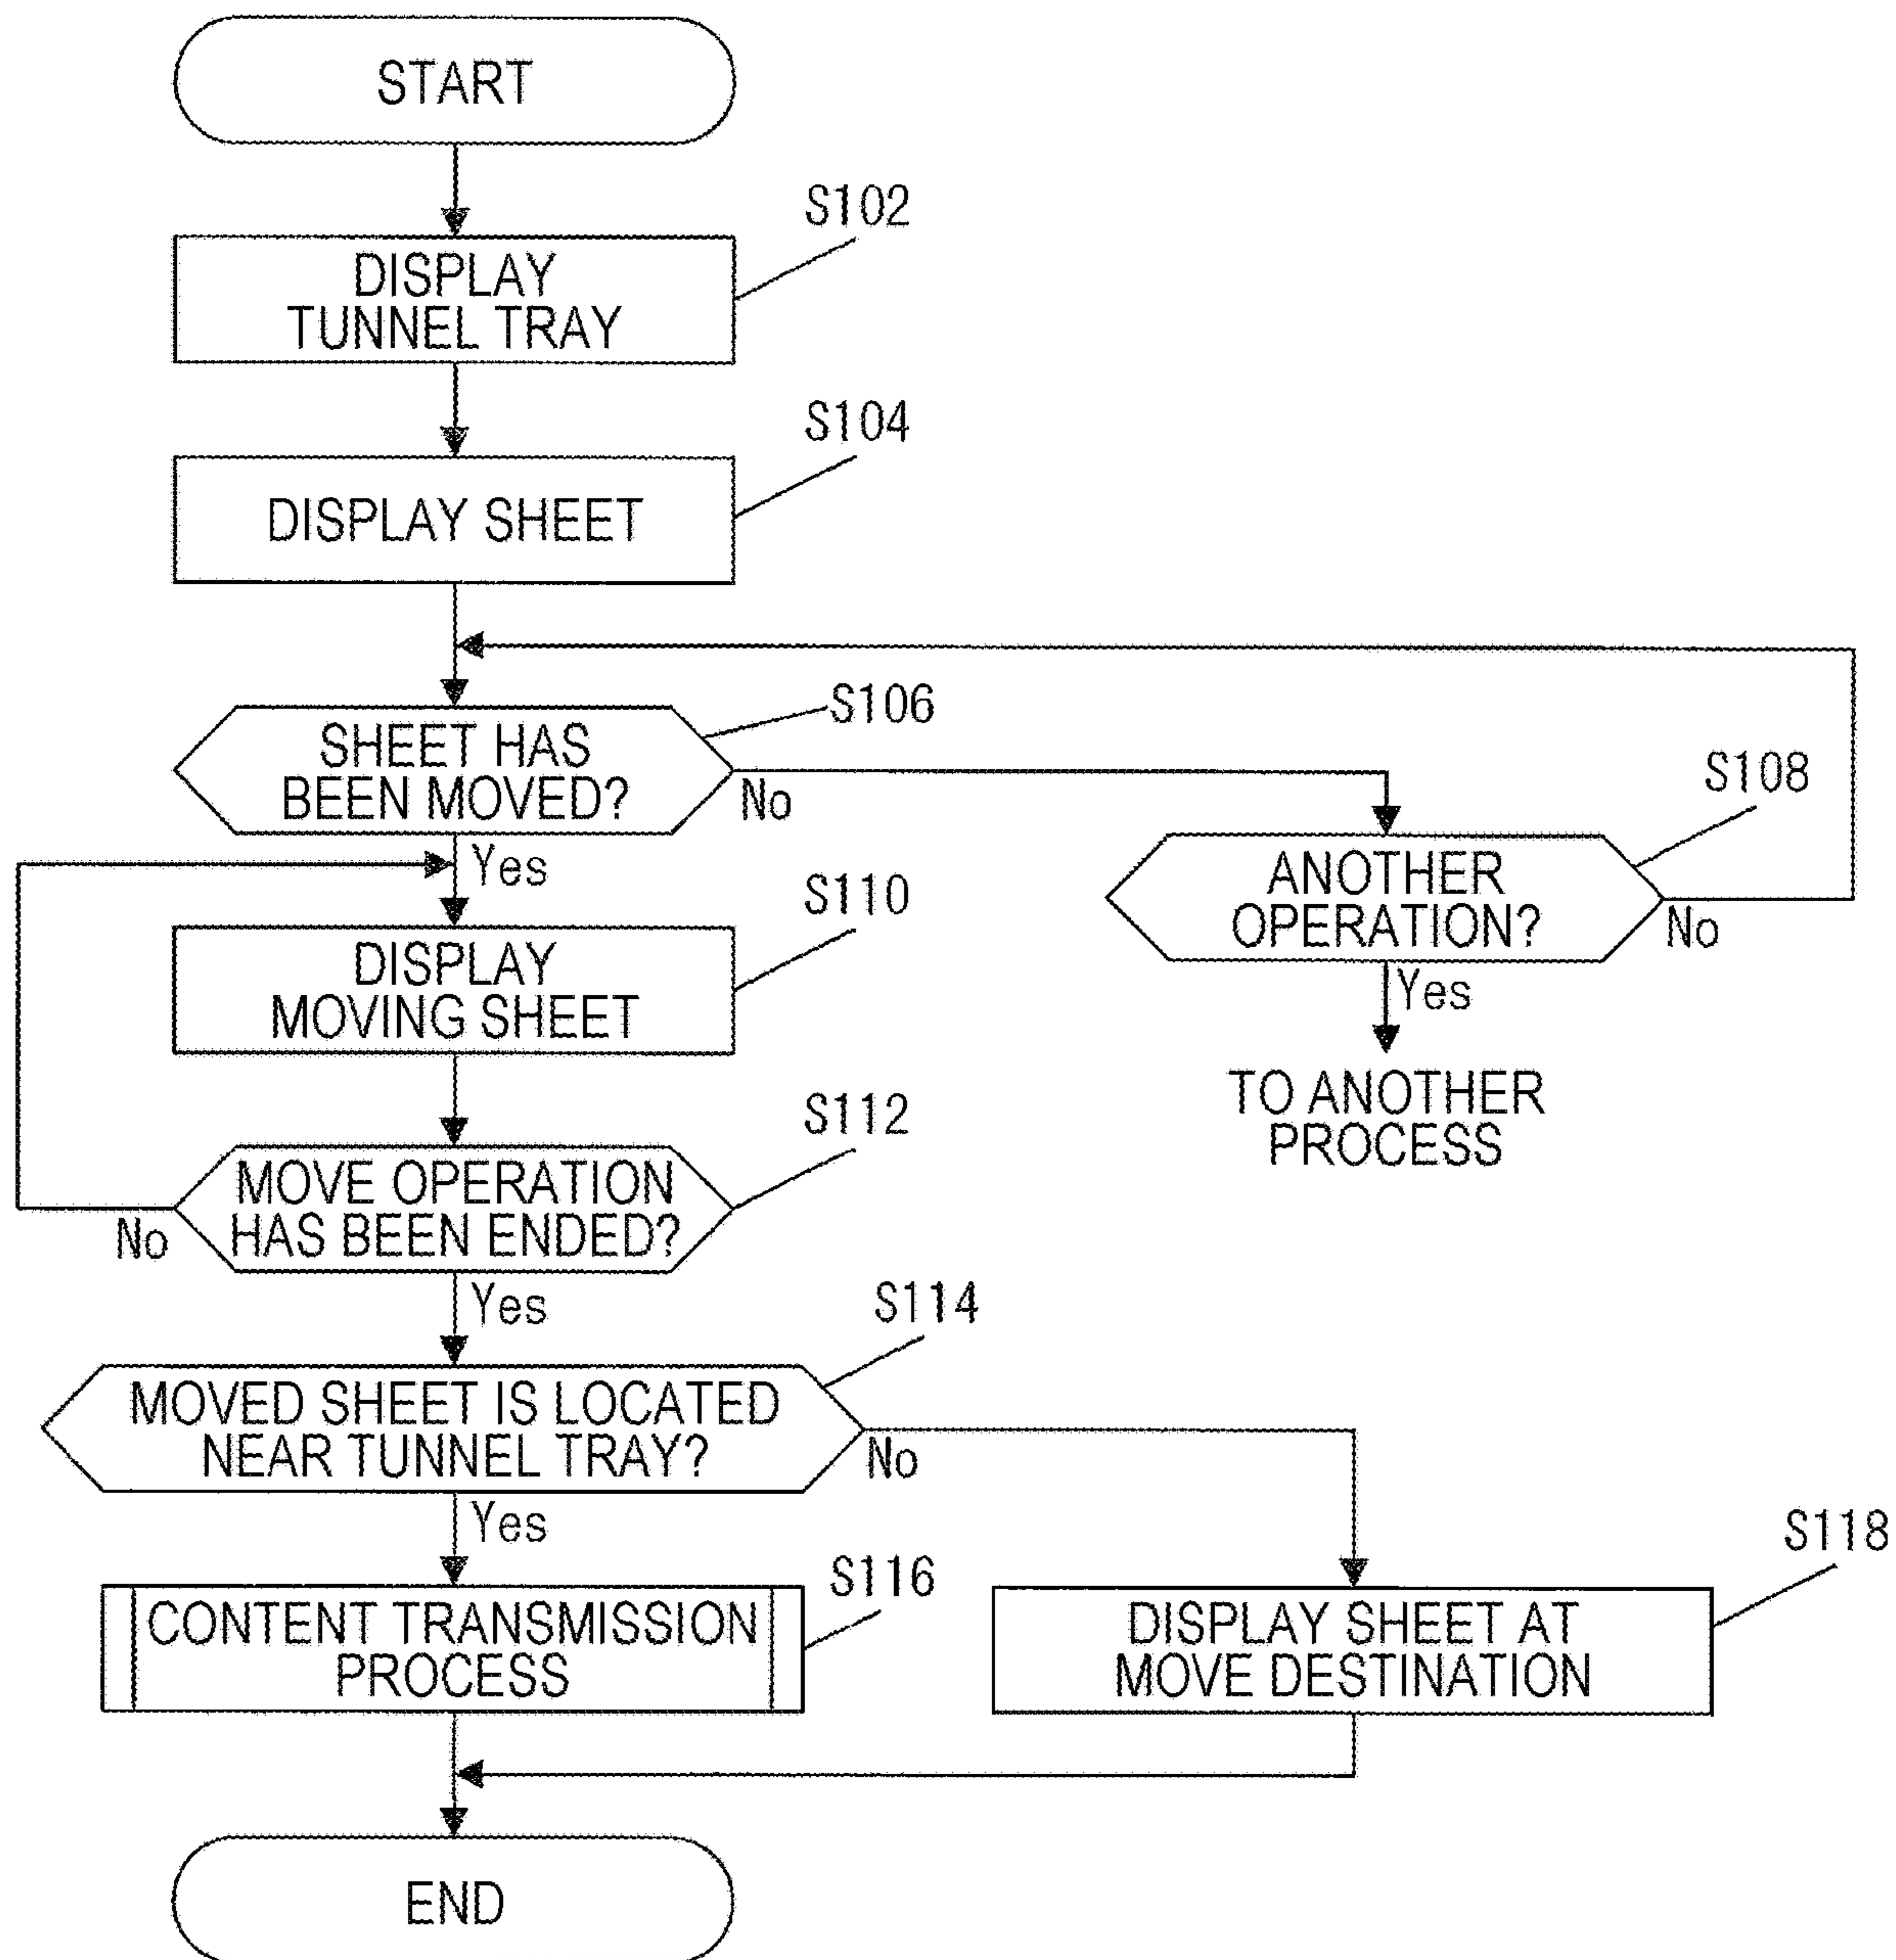 START
S102
DISPLAY
TUNNEL TRAY
S104
DISPLAY SHEET
S106
SHEET HAS
BEEN MOVED?
No
S108
ANOTHER
OPERATION?
No
Yes
TO ANOTHER
PROCESS
Yes
S110
DISPLAY
MOVING SHEET
S112
MOVE OPERATION
HAS BEEN ENDED?
No
Yes
S114
MOVED SHEET IS LOCATED
NEAR TUNNEL TRAY?
No
Yes
S116
CONTENT TRANSMISSION
PROCESS
S118
DISPLAY SHEET AT
MOVE DESTINATION
END